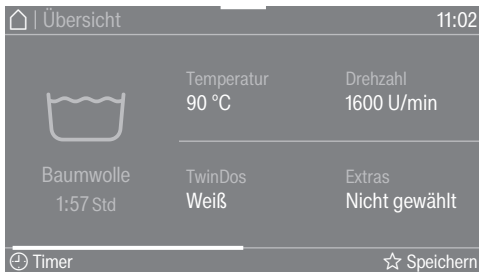 Übersicht 11:02
Temperatur Drehzahl
90 °C 1600 U/min
Baumwolle TwinDos Extras
1:57 Std Weiß Nicht gewählt
Timer Speichern